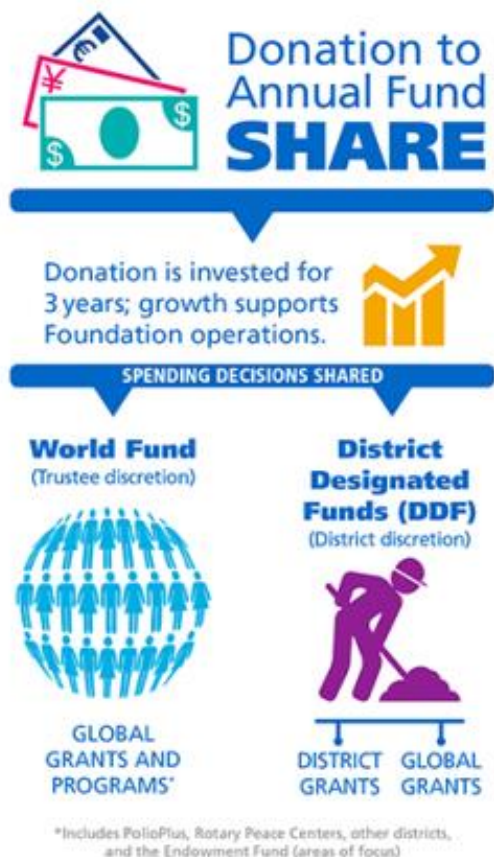 Donation to
Annual Fund
SHARE
€
¥
$
$
Donation is invested for
3 years; growth supports
Foundation operations.
SPENDING DECISIONS SHARED
World Fund
(Trustee discretion)
GLOBAL
GRANTS AND
PROGRAMS*
District
Designated
Funds (DDF)
(District discretion)
DISTRICT
GRANTS
GLOBAL
GRANTS
*Includes PolioPlus, Rotary Peace Centers, other districts,
and the Endowment Fund (areas of focus)